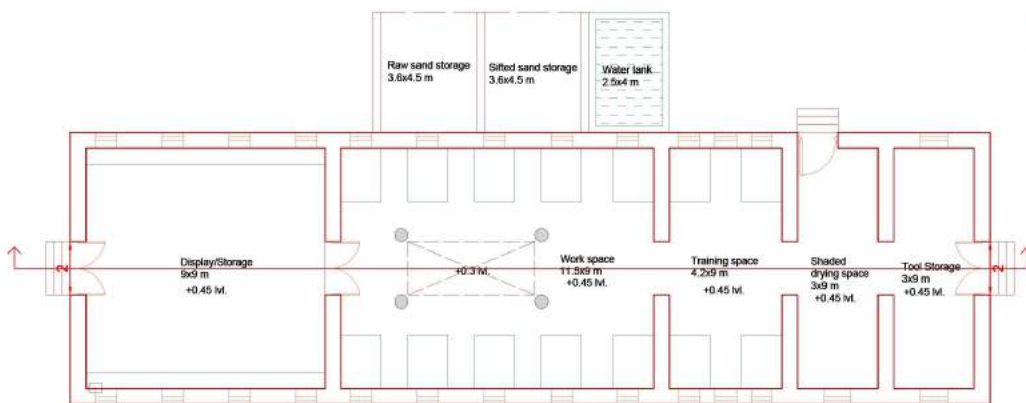 Raw sand storage
3.6x4.5 m
Sifted sand storage
3.6x4.5 m
Water tank
2.5x4 m
2
Display/Storage
9x9 m
+0.45 lvl.
+0.3 lvl.
Work space
11.5x9 m
+0.45 lvl.
Training space
4.2x9 m
+0.45 lvl.
Shaded
drying space
3x9 m
+0.45 lvl.
Tool Storage
3x9 m
+0.45 lvl.
2